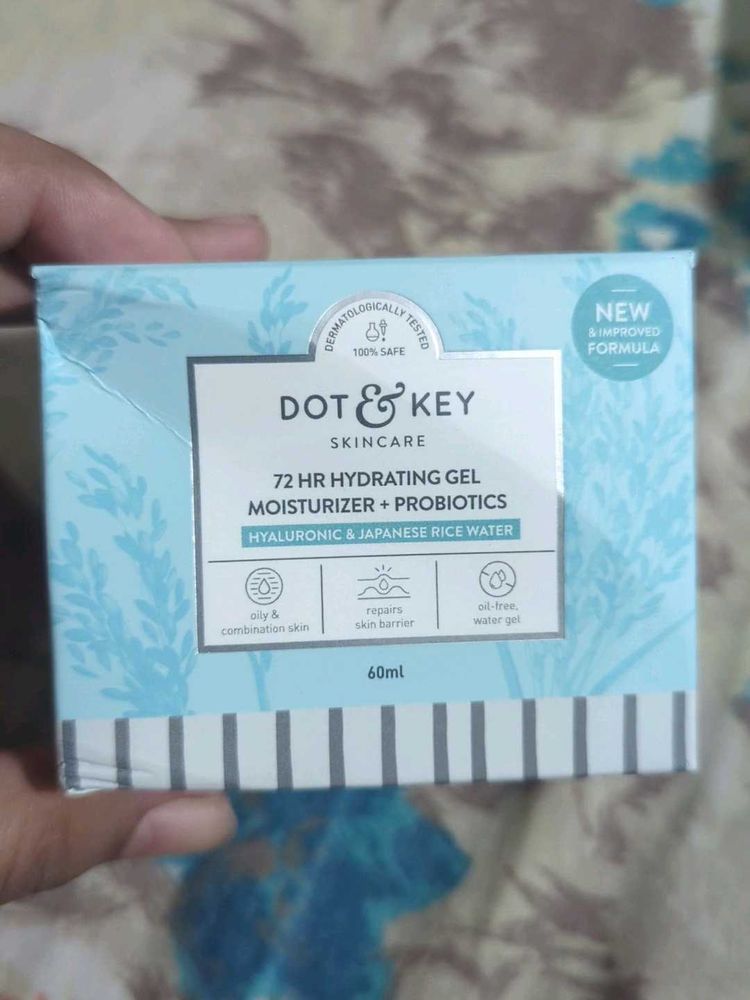 DERMATOLOGICALLY TESTED
100% SAFE
NEW
& IMPROVED
FORMULA
DOT & KEY
SKINCARE
72 HR HYDRATING GEL
MOISTURIZER + PROBIOTICS
HYALURONIC & JAPANESE RICE WATER
oily &
combination skin
repairs
skin barrier
oil-free,
water gel
60ml